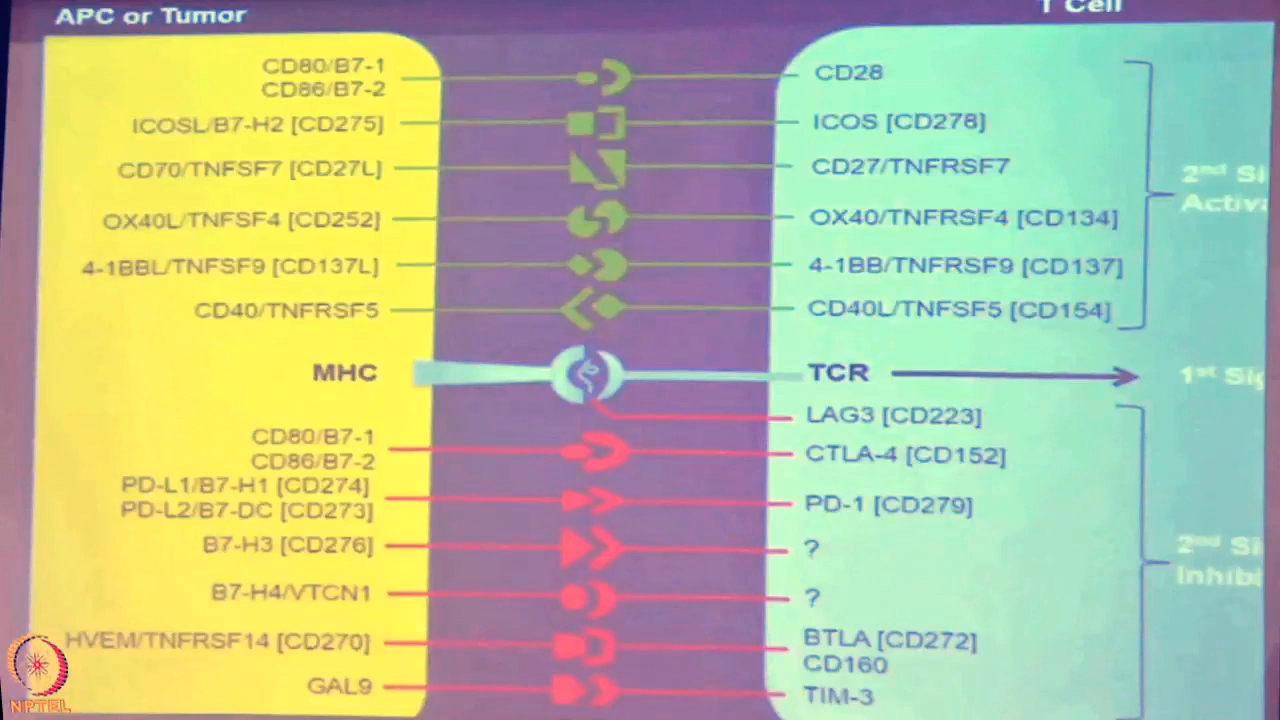 APC or Tumor
T Cell
CD80/B7-1
CD86/B7-2
CD28
ICOSL/B7-H2 [CD275]
ICOS [CD278]
CD70/TNFSF7 [CD27L]
CD27/TNFRSF7
2nd
OX40L/TNFSF4 [CD252]
OX40/TNFRSF4 [CD134]
4-1BBL/TNFSF9 [CD137L]
4-1BB/TNFRSF9 [CD137]
CD40/TNFRSF5
CD40L/TNFSF5 [CD154]
MHC
TCR
1st
LAG3 [CD223]
CD80/B7-1
CD86/B7-2
CTLA-4 [CD152]
PD-L1/B7-H1 [CD274]
PD-L2/B7-DC [CD273]
PD-1 [CD279]
B7-H3 [CD276]
?
2nd
B7-H4/VTCN1
?
HVEM/TNFRSF14 [CD270]
BTLA [CD272]
CD160
GAL9
TIM-3
NPTEL